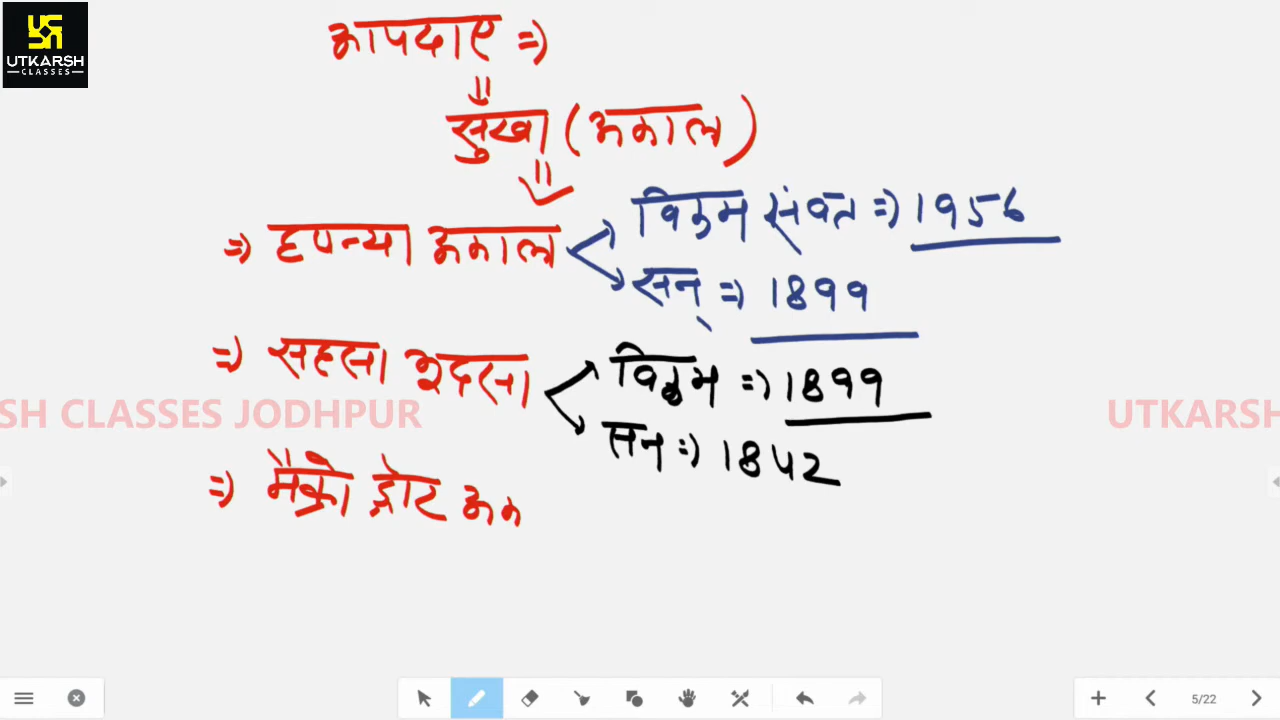 UTKARSH
CLASSES
आपदाए =>
सुखा (अकाल)
=> छपन्या अकाल
विक्रम संवत => 1956
सन् => 1899
=> सहसा भूदसा
विक्रम => 1899
सन् => 1842
SH CLASSES JODHPUR
UTKARSH
=> मैक्रो ड्रोट अक
5/22